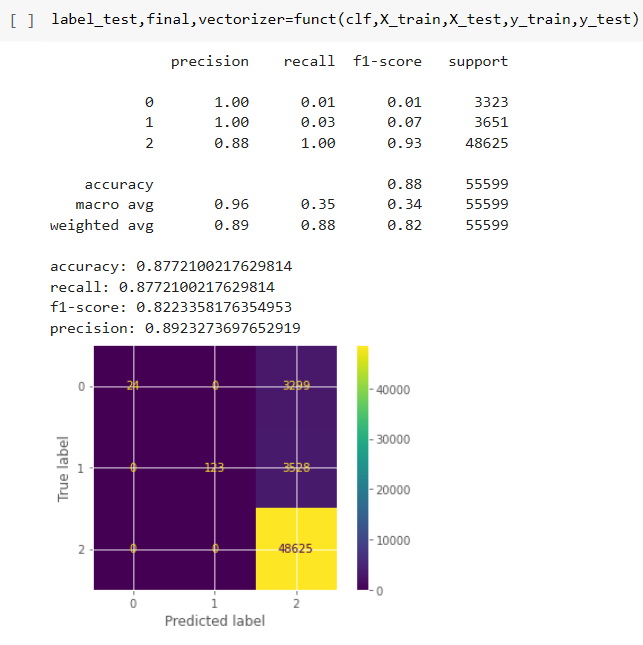 [ ] label_test,final,vectorizer=funct(clf,X_train,X_test,y_train,y_test)
precision recall f1-score support
0 1.00 0.01 0.01 3323
1 1.00 0.03 0.07 3651
2 0.88 1.00 0.93 48625
accuracy 0.88 55599
macro avg 0.96 0.35 0.34 55599
weighted avg 0.89 0.88 0.82 55599
accuracy: 0.8772100217629814
recall: 0.8772100217629814
f1-score: 0.8223358176354953
precision: 0.8923273697652919
0 24 0 3299
1 0 123 3528
2 0 0 48625
0 1 2
Predicted label
True label
40000
30000
20000
10000
0